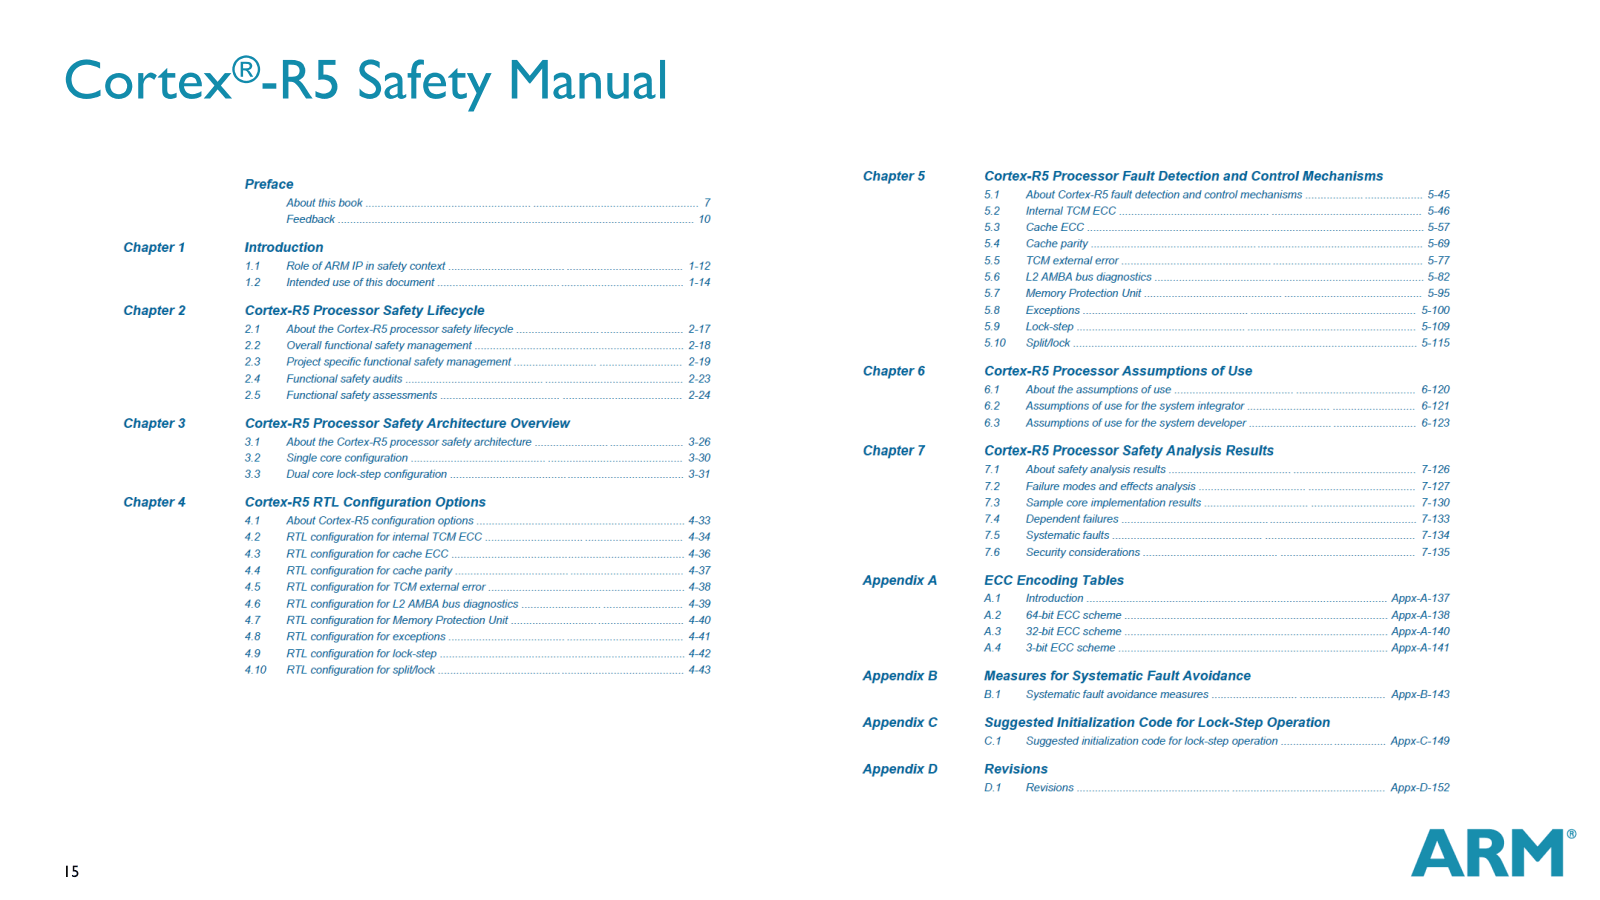 Cortex®-R5 Safety Manual
Preface
About this book ........ 7
Feedback ........ 10
Chapter 1 Introduction
1.1 Role of ARM IP in safety context ........ 1-12
1.2 Intended use of this document ........ 1-14
Chapter 2 Cortex-R5 Processor Safety Lifecycle
2.1 About the Cortex-R5 processor safety lifecycle ........ 2-17
2.2 Overall functional safety management ........ 2-18
2.3 Project specific functional safety management ........ 2-19
2.4 Functional safety audits ........ 2-23
2.5 Functional safety assessments ........ 2-24
Chapter 3 Cortex-R5 Processor Safety Architecture Overview
3.1 About the Cortex-R5 processor safety architecture ........ 3-26
3.2 Single core configuration ........ 3-30
3.3 Dual core lock-step configuration ........ 3-31
Chapter 4 Cortex-R5 RTL Configuration Options
4.1 About Cortex-R5 configuration options ........ 4-33
4.2 RTL configuration for internal TCM ECC ........ 4-34
4.3 RTL configuration for cache ECC ........ 4-36
4.4 RTL configuration for cache parity ........ 4-37
4.5 RTL configuration for TCM external error ........ 4-38
4.6 RTL configuration for L2 AMBA bus diagnostics ........ 4-39
4.7 RTL configuration for Memory Protection Unit ........ 4-40
4.8 RTL configuration for exceptions ........ 4-41
4.9 RTL configuration for lock-step ........ 4-42
4.10 RTL configuration for split/lock ........ 4-43
Chapter 5 Cortex-R5 Processor Fault Detection and Control Mechanisms
5.1 About Cortex-R5 fault detection and control mechanisms ........ 5-45
5.2 Internal TCM ECC ........ 5-46
5.3 Cache ECC ........ 5-57
5.4 Cache parity ........ 5-69
5.5 TCM external error ........ 5-77
5.6 L2 AMBA bus diagnostics ........ 5-82
5.7 Memory Protection Unit ........ 5-95
5.8 Exceptions ........ 5-100
5.9 Lock-step ........ 5-109
5.10 Split/lock ........ 5-115
Chapter 6 Cortex-R5 Processor Assumptions of Use
6.1 About the assumptions of use ........ 6-120
6.2 Assumptions of use for the system integrator ........ 6-121
6.3 Assumptions of use for the system developer ........ 6-123
Chapter 7 Cortex-R5 Processor Safety Analysis Results
7.1 About safety analysis results ........ 7-126
7.2 Failure modes and effects analysis ........ 7-127
7.3 Sample core implementation results ........ 7-130
7.4 Dependent failures ........ 7-133
7.5 Systematic faults ........ 7-134
7.6 Security considerations ........ 7-135
Appendix A ECC Encoding Tables
A.1 Introduction ........ Appx-A-137
A.2 64-bit ECC scheme ........ Appx-A-138
A.3 32-bit ECC scheme ........ Appx-A-140
A.4 3-bit ECC scheme ........ Appx-A-141
Appendix B Measures for Systematic Fault Avoidance
B.1 Systematic fault avoidance measures ........ Appx-B-143
Appendix C Suggested Initialization Code for Lock-Step Operation
C.1 Suggested initialization code for lock-step operation ........ Appx-C-149
Appendix D Revisions
D.1 Revisions ........ Appx-D-152
15
ARM®